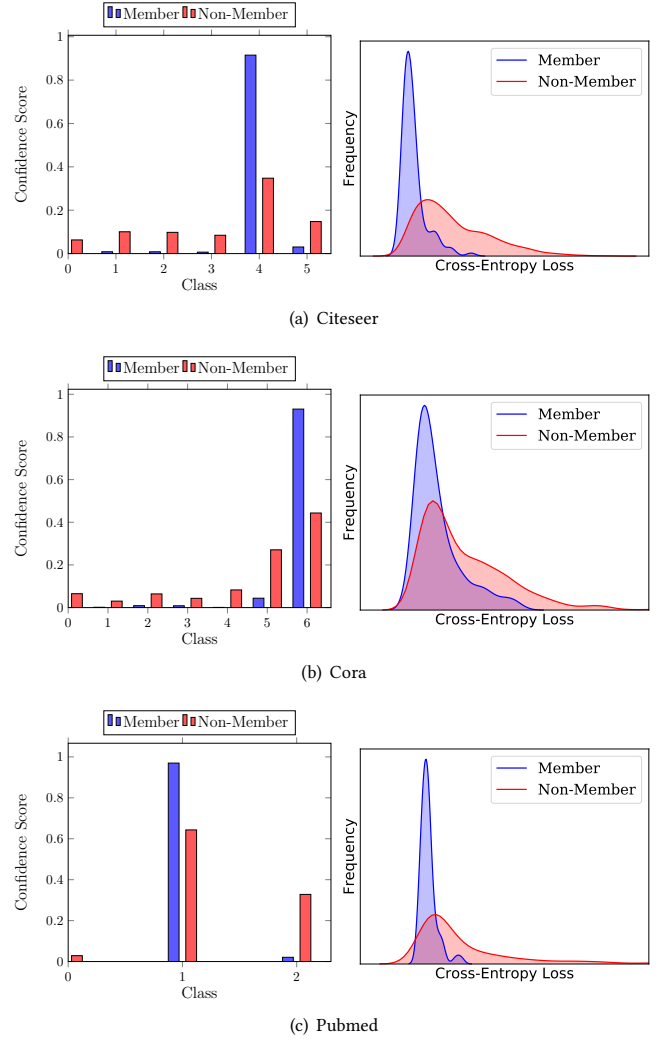 Member Non-Member
Confidence Score
1
0.8
0.6
0.4
0.2
0
0 1 2 3 4 5
Class
Member
Non-Member
Frequency
Cross-Entropy Loss
(a) Citeseer
Member Non-Member
Confidence Score
1
0.8
0.6
0.4
0.2
0
0 1 2 3 4 5 6
Class
Member
Non-Member
Frequency
Cross-Entropy Loss
(b) Cora
Member Non-Member
Confidence Score
1
0.8
0.6
0.4
0.2
0
0 1 2
Class
Member
Non-Member
Frequency
Cross-Entropy Loss
(c) Pubmed